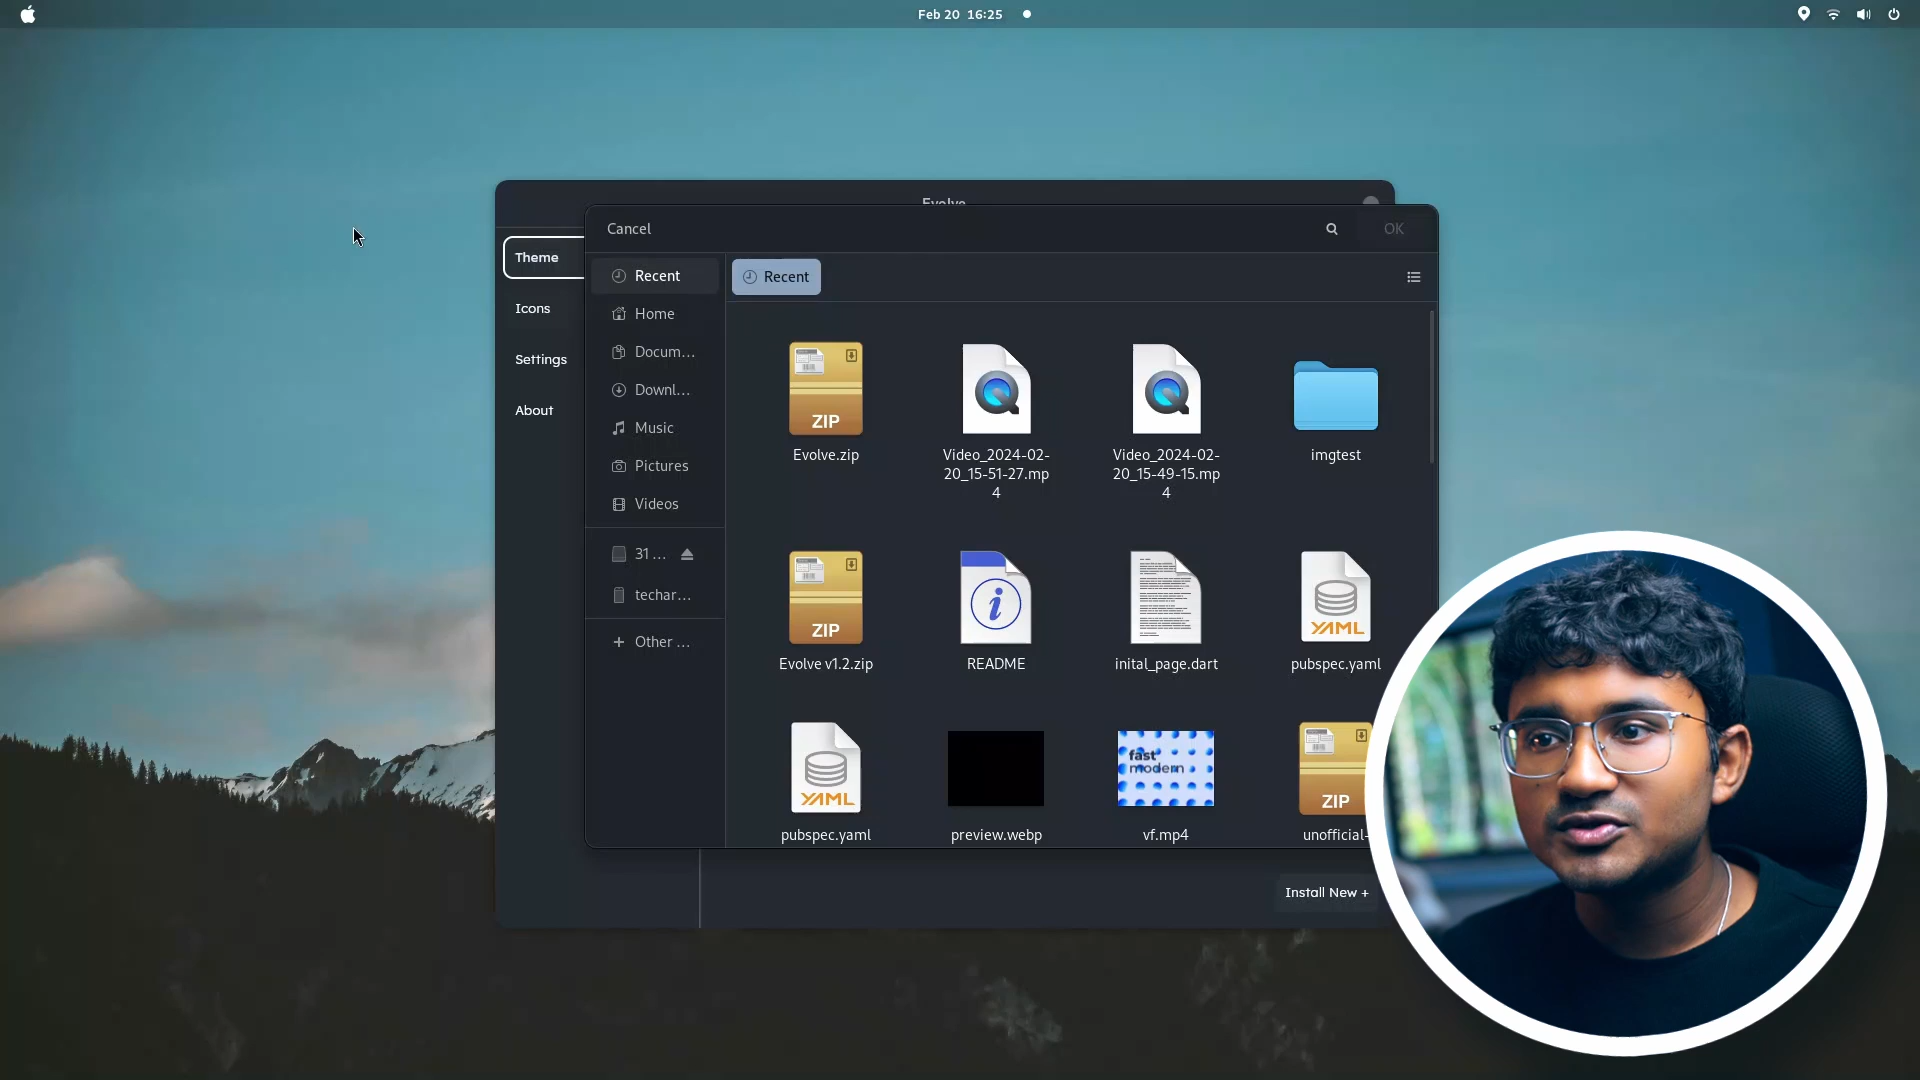 Feb 20 16:25
Evolve
Theme
Icons
Settings
About
Cancel
OK
Recent
Home
Docum...
Downl...
Music
Pictures
Videos
31 ...
techar...
Other ...
Recent
ZIP
Evolve.zip
Video_2024-02-
20_15-51-27.mp
4
Video_2024-02-
20_15-49-15.mp
4
imgtest
ZIP
Evolve v1.2.zip
i
README
inital_page.dart
YAML
pubspec.yaml
YAML
pubspec.yaml
preview.webp
fast
modern
vf.mp4
ZIP
unofficial-
Install New +